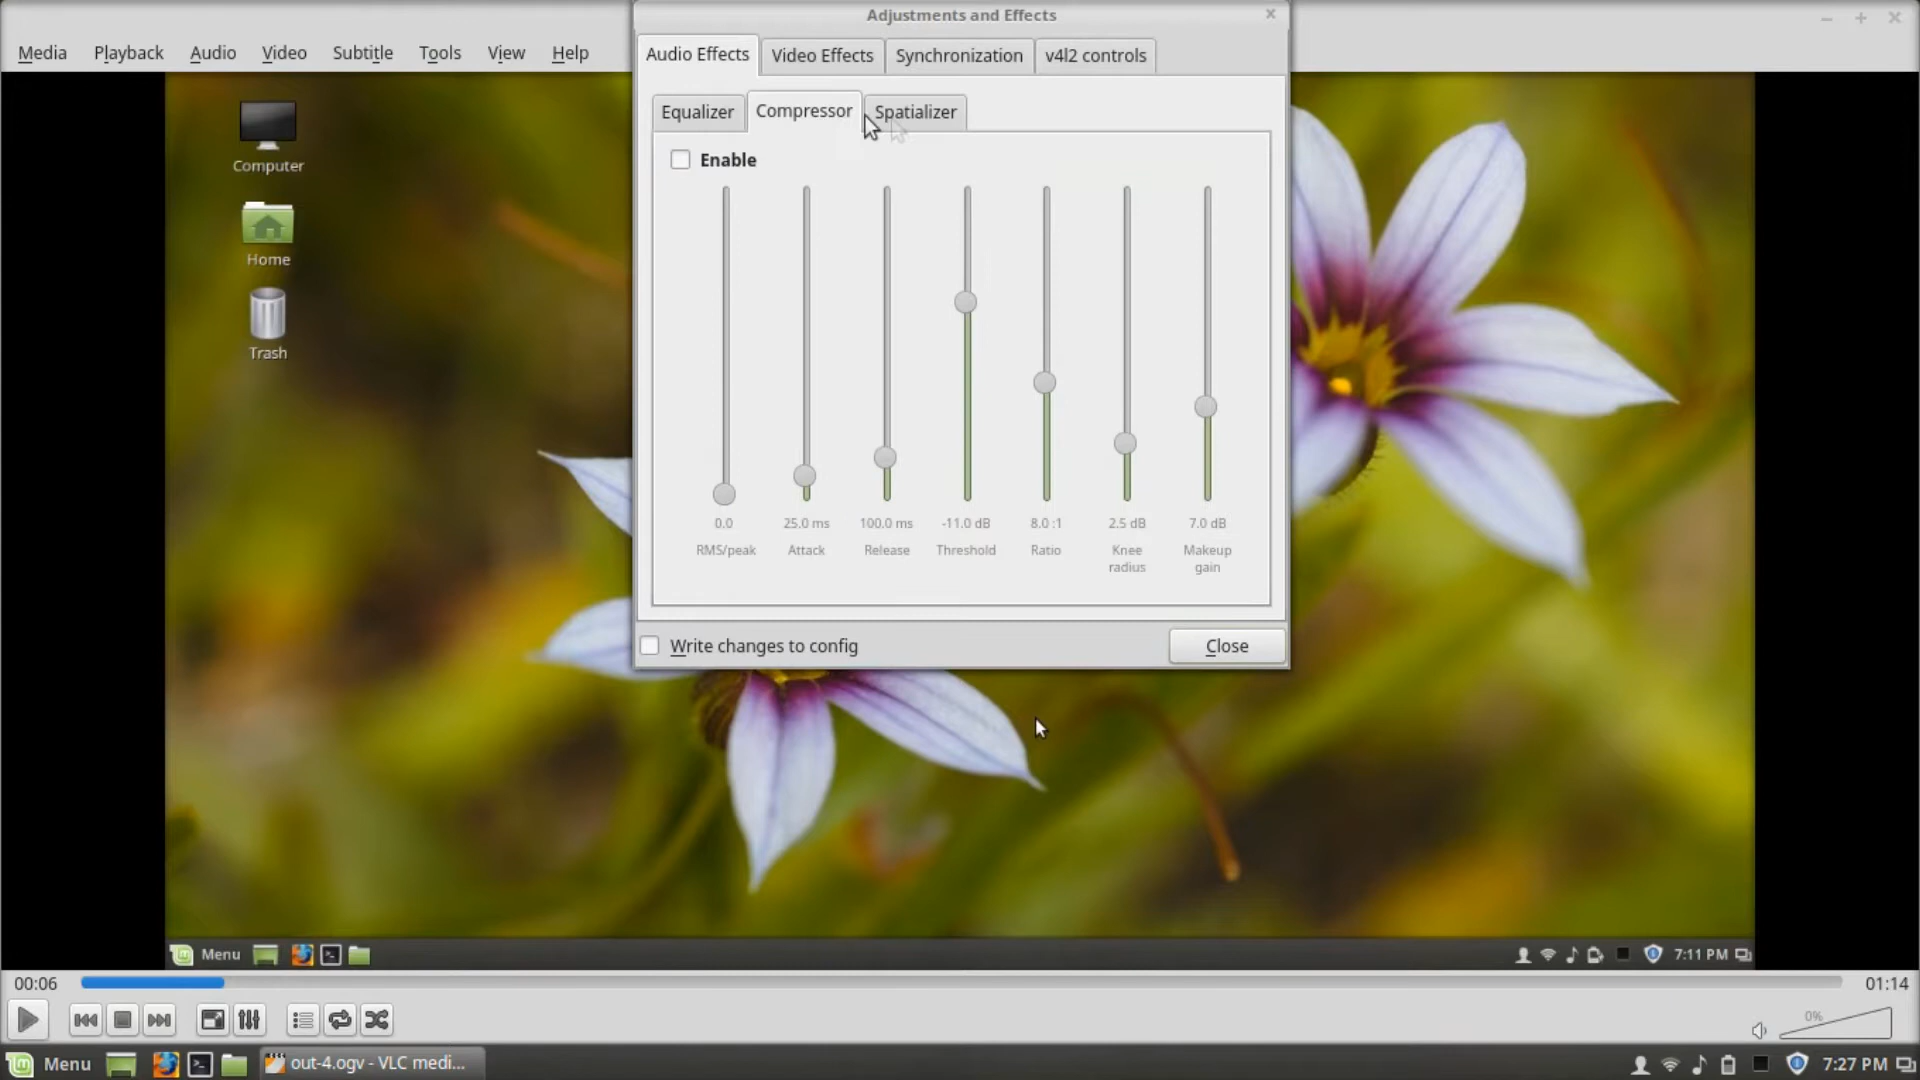 Adjustments and Effects
Media Playback Audio Video Subtitle Tools View Help
Audio Effects Video Effects Synchronization v4l2 controls
Equalizer Compressor Spatializer
Enable
Computer
Home
Trash
0.0 25.0 ms 100.0 ms -11.0 dB 8.0 :1 2.5 dB 7.0 dB
RMS/peak Attack Release Threshold Ratio Knee radius Makeup gain
Write changes to config Close
Menu 7:11 PM
00:06 01:14
0%
Menu out-4.ogv - VLC medi... 7:27 PM